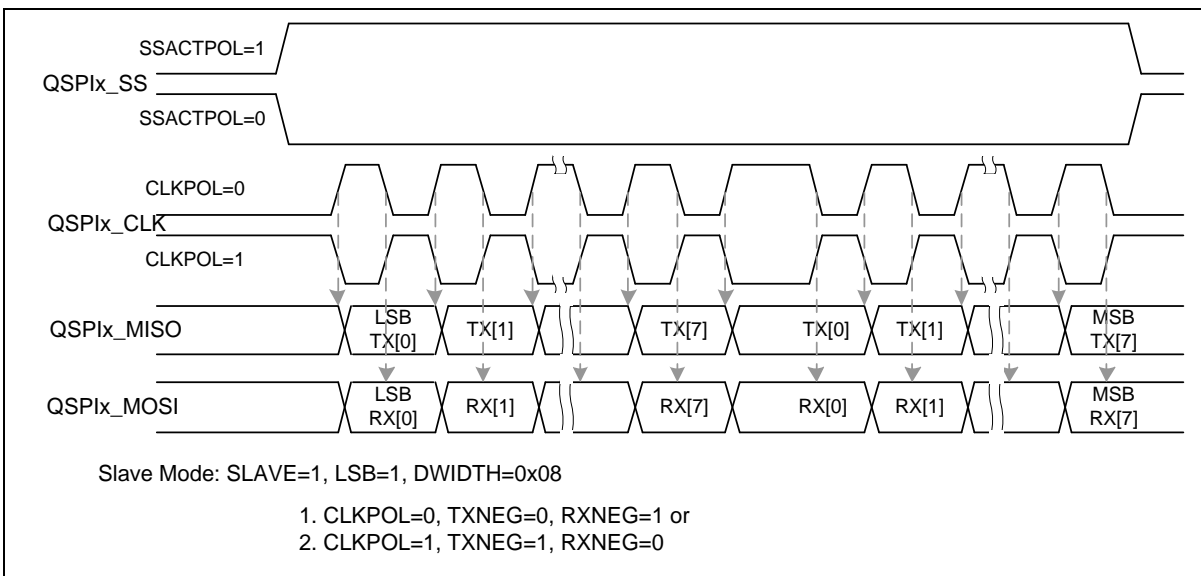 SSACTPOL=1
QSPIx_SS
SSACTPOL=0
CLKPOL=0
QSPIx_CLK
CLKPOL=1
QSPIx_MISO
LSB
TX[0]
TX[1]
TX[7]
TX[0]
TX[1]
MSB
TX[7]
QSPIx_MOSI
LSB
RX[0]
RX[1]
RX[7]
RX[0]
RX[1]
MSB
RX[7]
Slave Mode: SLAVE=1, LSB=1, DWIDTH=0x08
1. CLKPOL=0, TXNEG=0, RXNEG=1 or
2. CLKPOL=1, TXNEG=1, RXNEG=0